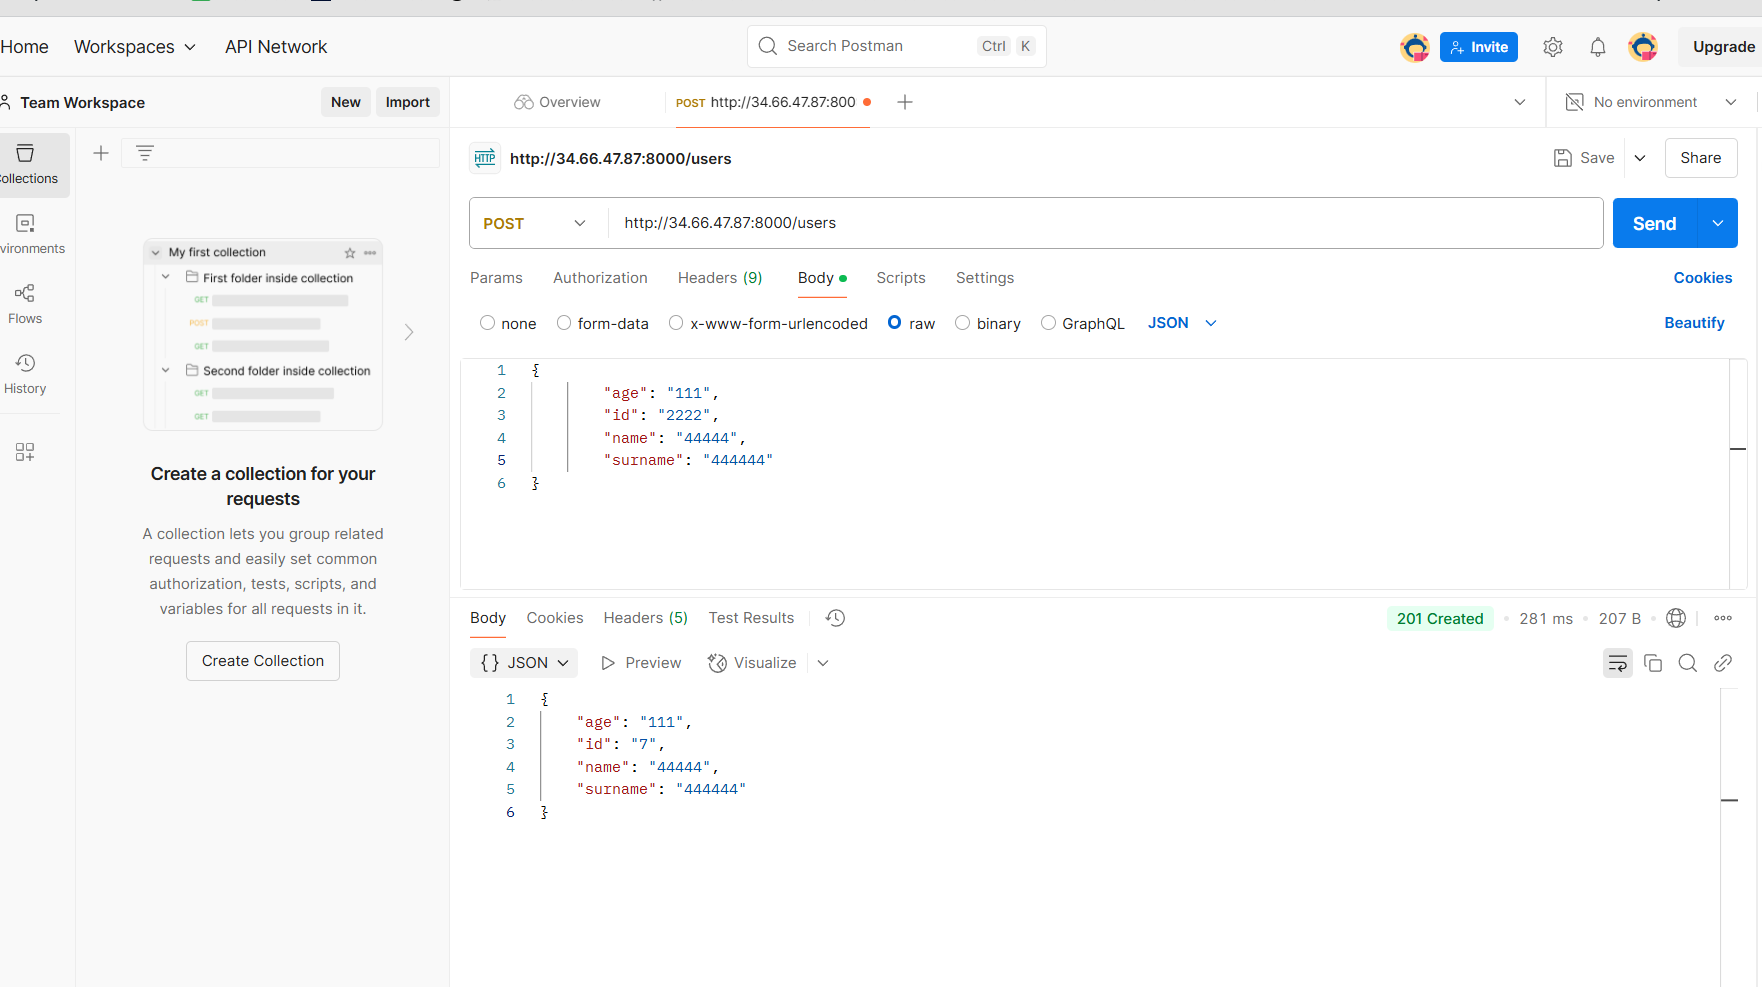 Home Workspaces API Network Search Postman Ctrl K Invite Upgrade
Team Workspace New Import Overview POST http://34.66.47.87:800 No environment
Collections
vironments
Flows
History
My first collection
First folder inside collection
GET
POST
GET
Second folder inside collection
GET
GET
Create a collection for your
requests
A collection lets you group related
requests and easily set common
authorization, tests, scripts, and
variables for all requests in it.
Create Collection
HTTP http://34.66.47.87:8000/users Save Share
POST http://34.66.47.87:8000/users Send
Params Authorization Headers (9) Body Scripts Settings Cookies
none form-data x-www-form-urlencoded raw binary GraphQL JSON Beautify
1 {
2 "age": "111",
3 "id": "2222",
4 "name": "44444",
5 "surname": "444444"
6 }
Body Cookies Headers (5) Test Results 201 Created 281 ms 207 B
{} JSON Preview Visualize
1 {
2 "age": "111",
3 "id": "7",
4 "name": "44444",
5 "surname": "444444"
6 }